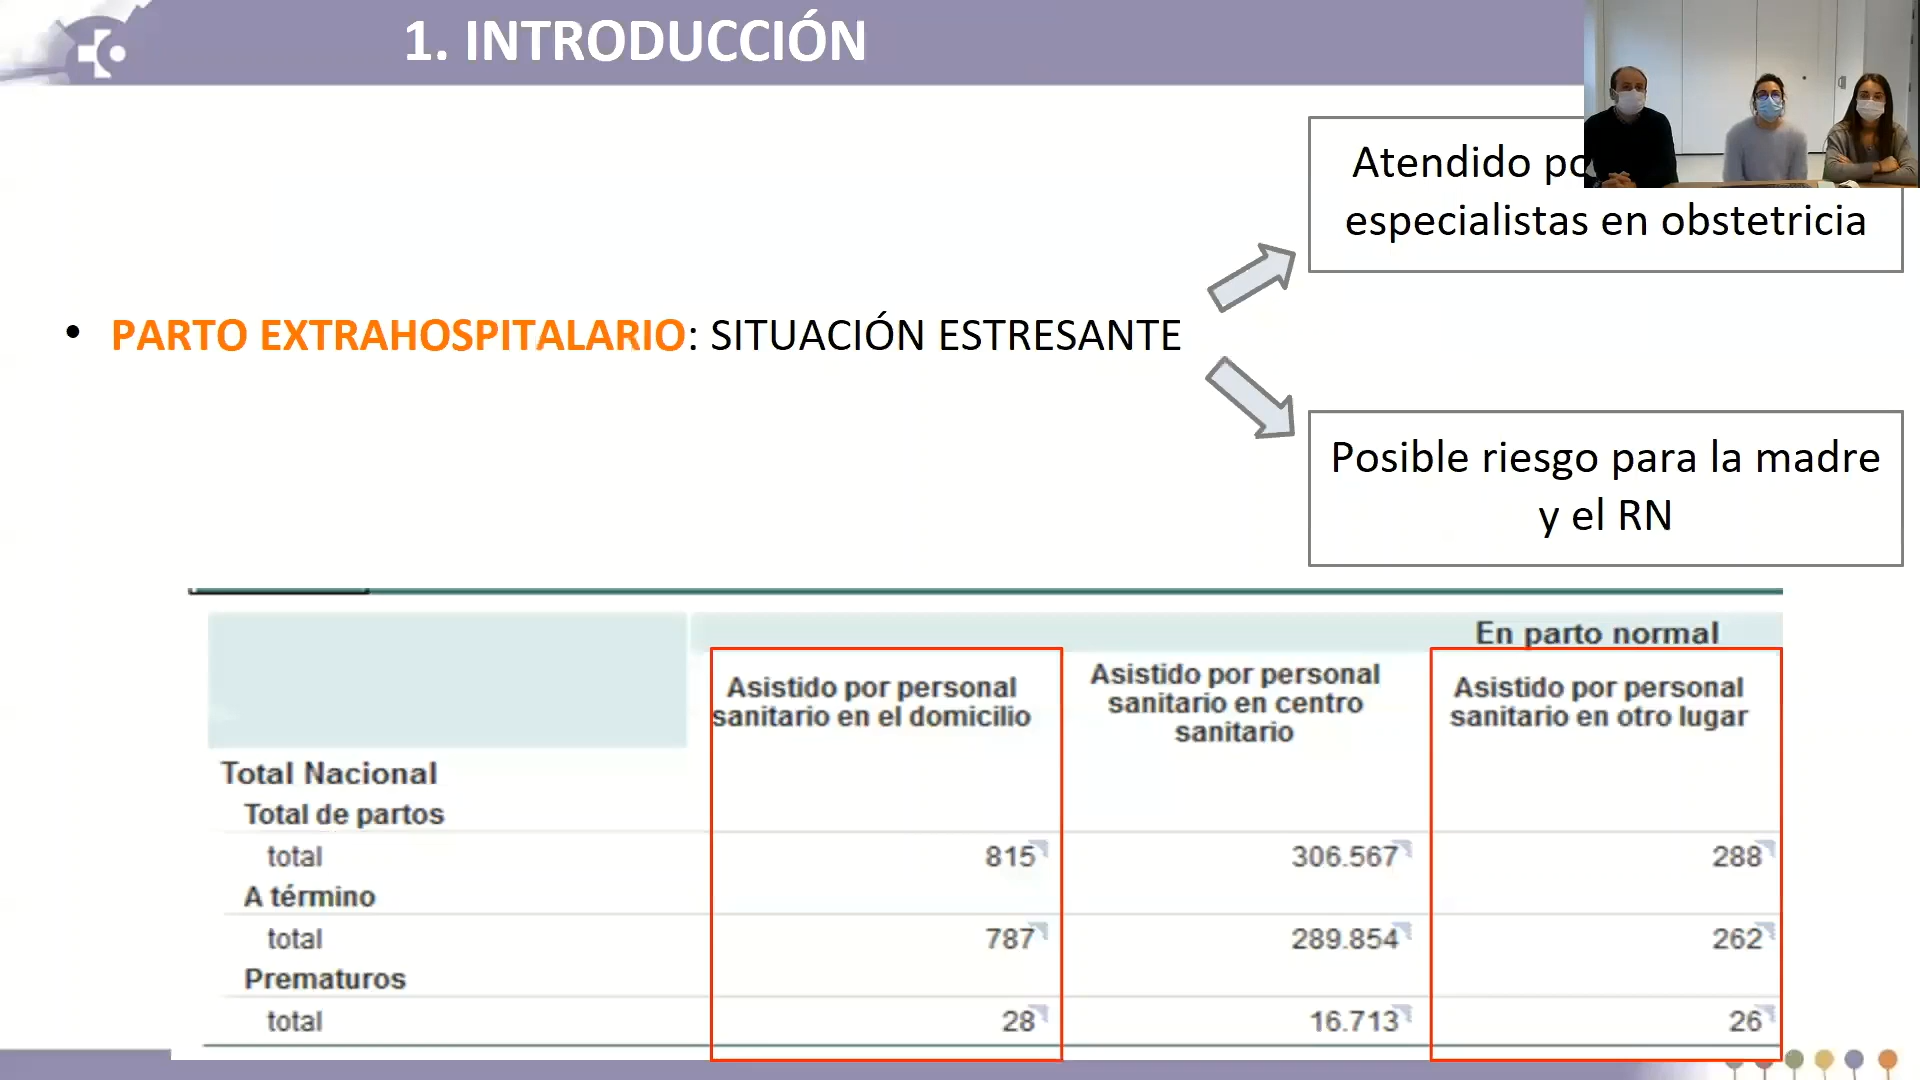 1. INTRODUCCIÓN
Atendido
especialistas en obstetricia
• PARTO EXTRAHOSPITALARIO: SITUACIÓN ESTRESANTE
Posible riesgo para la madre
y el RN
En parto normal
Asistido por personal
sanitario en el domicilio
Asistido por personal
sanitario en centro
sanitario
Asistido por personal
sanitario en otro lugar
Total Nacional
Total de partos
total 815 306.567 288
A término
total 787 289.854 262
Prematuros
total 28 16.713 26